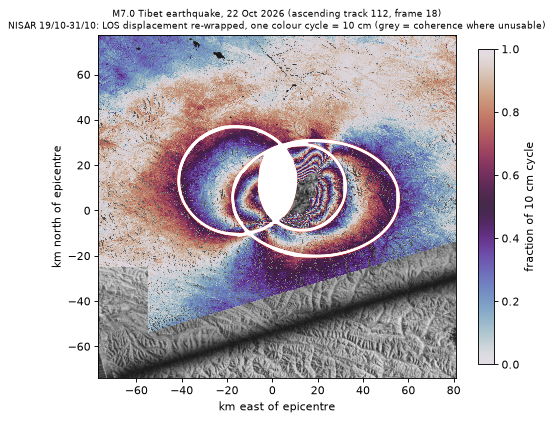 M7.0 Tibet earthquake, 22 Oct 2026 (ascending track 112, frame 18)
NISAR 19/10-31/10: LOS displacement re-wrapped, one colour cycle = 10 cm (grey = coherence where unusable)
60
40
20
0
−20
−40
−60
km north of epicentre
−60 −40 −20 0 20 40 60 80
km east of epicentre
1.0
0.8
0.6
0.4
0.2
0.0
fraction of 10 cm cycle